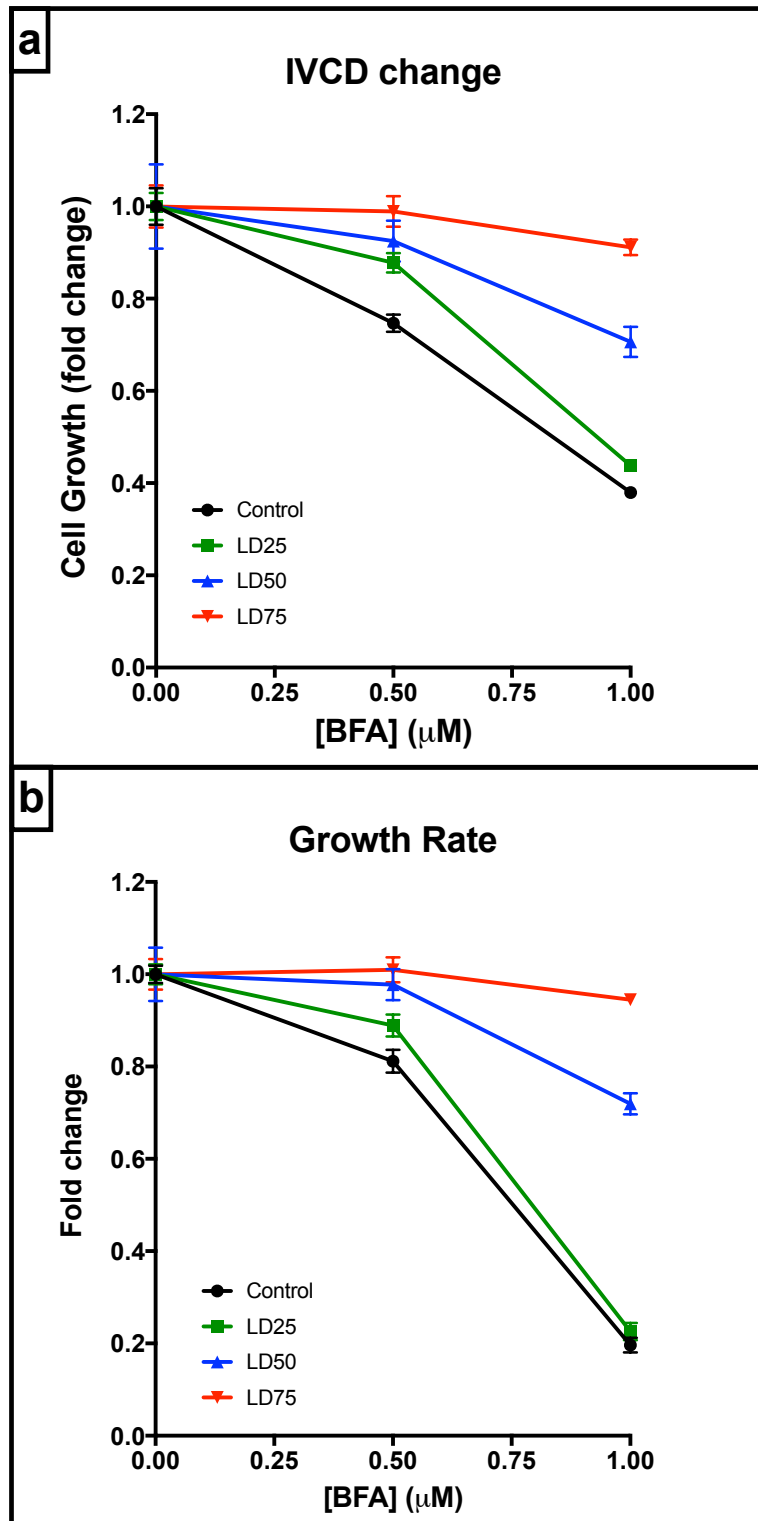 a
IVCD change
Cell Growth (fold change)
1.2
1.0
0.8
0.6
0.4
0.2
0.0
Control
LD25
LD50
LD75
0.00 0.25 0.50 0.75 1.00
[BFA] (μM)
b
Growth Rate
Fold change
1.2
1.0
0.8
0.6
0.4
0.2
0.0
Control
LD25
LD50
LD75
0.00 0.25 0.50 0.75 1.00
[BFA] (μM)